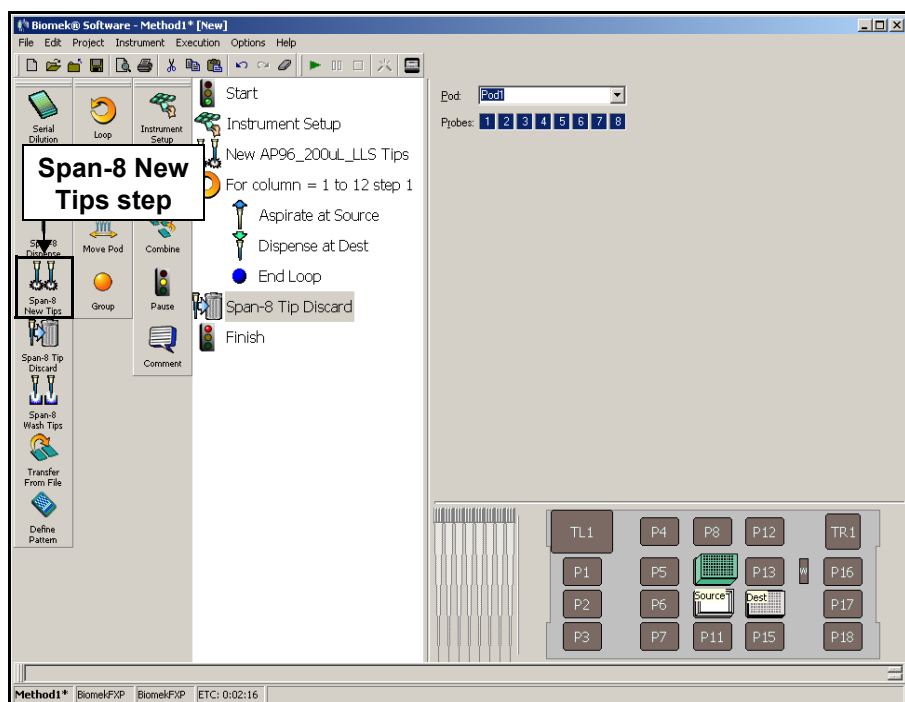 Biomek® Software - Method1* [New]
File Edit Project Instrument Execution Options Help
Serial
Dilution
Loop
Instrument
Setup
Span-8 New
Tips step
Dispense
Move Pod
Combine
Span-8
New Tips
Group
Pause
Span-8 Tip
Discard
Comment
Span-8
Wash Tips
Transfer
From File
Define
Pattern
Start
Instrument Setup
New AP96_200uL_LLS Tips
For column = 1 to 12 step 1
Aspirate at Source
Dispense at Dest
End Loop
Span-8 Tip Discard
Finish
Pod: Pod1
Probes: 1 2 3 4 5 6 7 8
TL1 P4 P8 P12 TR1
P1 P5 P13 W P16
P2 P6 Source Dest P17
P3 P7 P11 P15 P18
Method1* BiomekFXP BiomekFXP ETC: 0:02:16